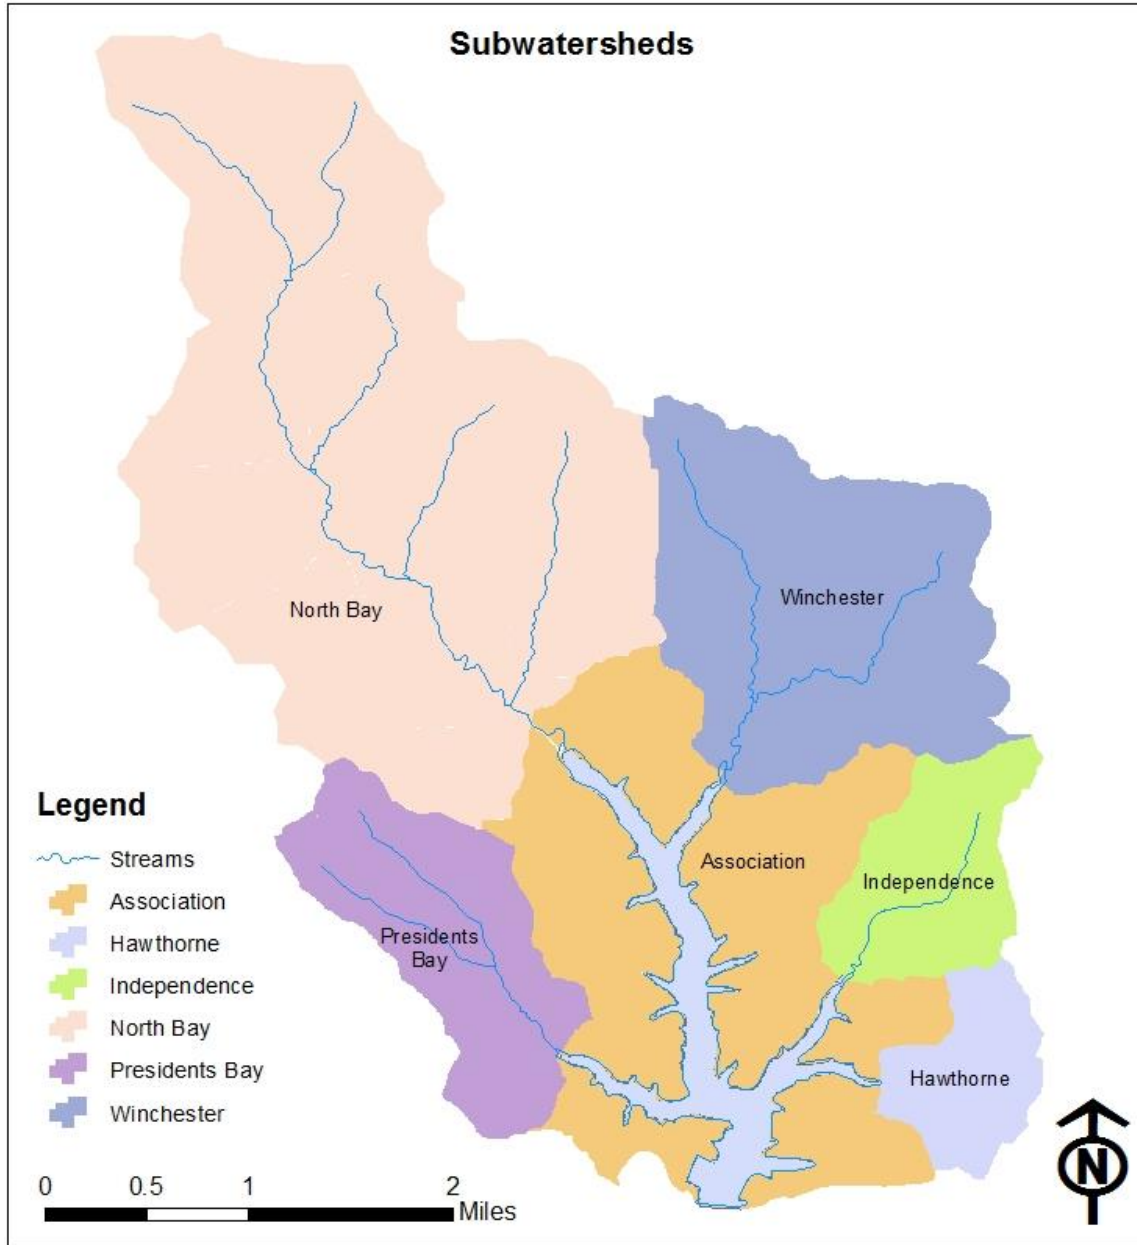 Subwatersheds
North Bay
Winchester
Association
Independence
Presidents
Bay
Hawthorne
Legend
Streams
Association
Hawthorne
Independence
North Bay
Presidents Bay
Winchester
0 0.5 1 2
Miles
N